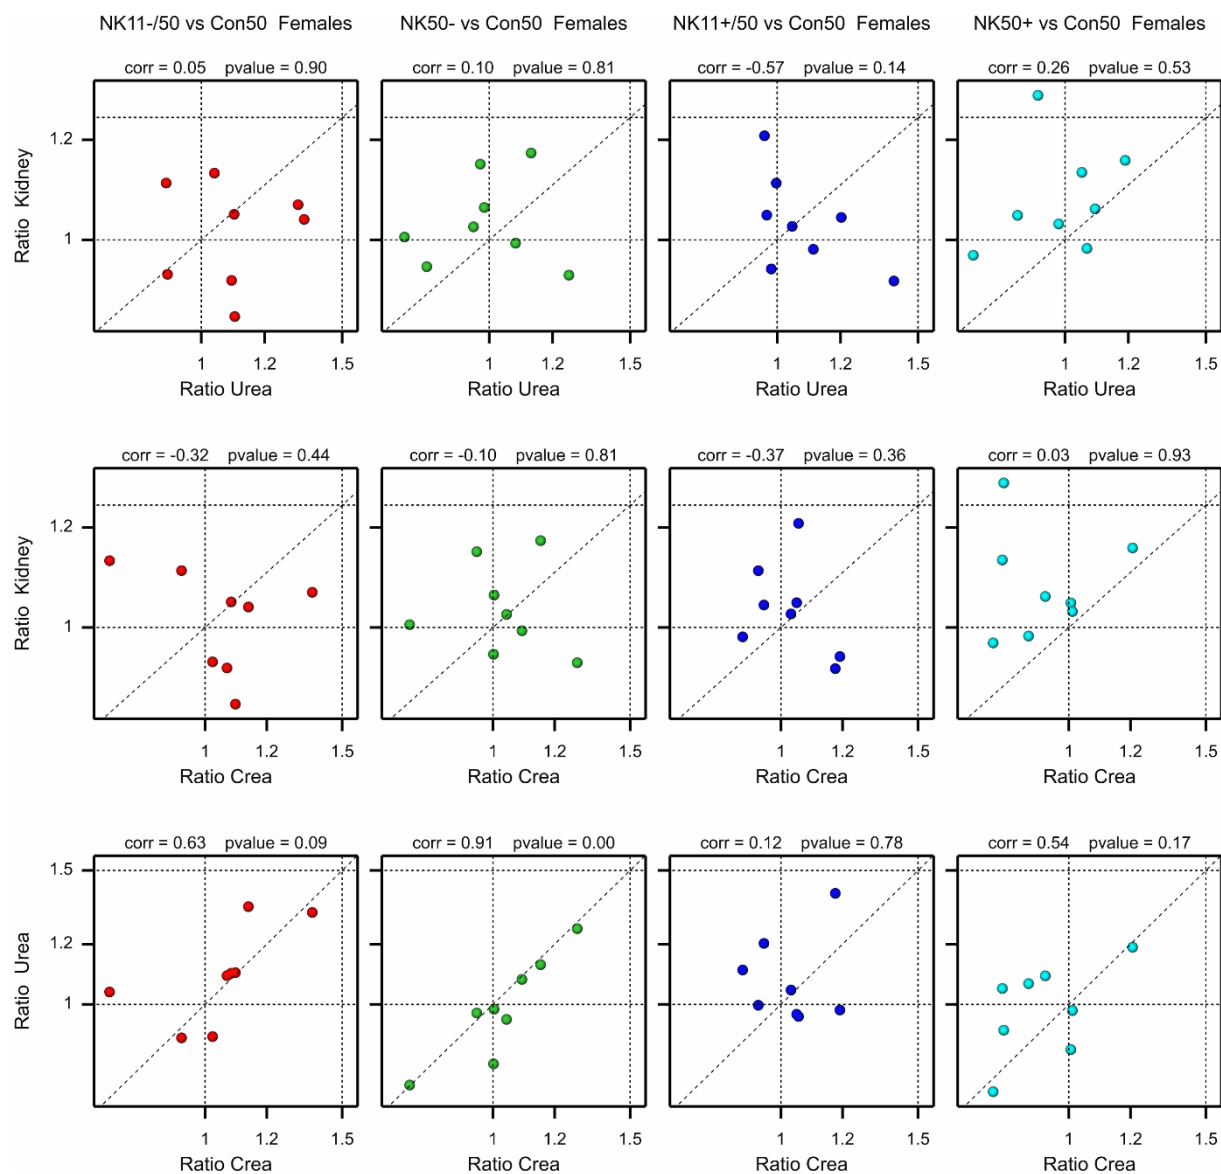 NK11-/50 vs Con50 Females NK50- vs Con50 Females NK11+/50 vs Con50 Females NK50+ vs Con50 Females
corr = 0.05 pvalue = 0.90 corr = 0.10 pvalue = 0.81 corr = -0.57 pvalue = 0.14 corr = 0.26 pvalue = 0.53
1.2
Ratio Kidney
1
1 1.2 1.5 1 1.2 1.5 1 1.2 1.5 1 1.2 1.5
Ratio Urea Ratio Urea Ratio Urea Ratio Urea
corr = -0.32 pvalue = 0.44 corr = -0.10 pvalue = 0.81 corr = -0.37 pvalue = 0.36 corr = 0.03 pvalue = 0.93
1.2
Ratio Kidney
1
1 1.2 1.5 1 1.2 1.5 1 1.2 1.5 1 1.2 1.5
Ratio Crea Ratio Crea Ratio Crea Ratio Crea
corr = 0.63 pvalue = 0.09 corr = 0.91 pvalue = 0.00 corr = 0.12 pvalue = 0.78 corr = 0.54 pvalue = 0.17
1.5
1.2
Ratio Urea
1
1 1.2 1.5 1 1.2 1.5 1 1.2 1.5 1 1.2 1.5
Ratio Crea Ratio Crea Ratio Crea Ratio Crea